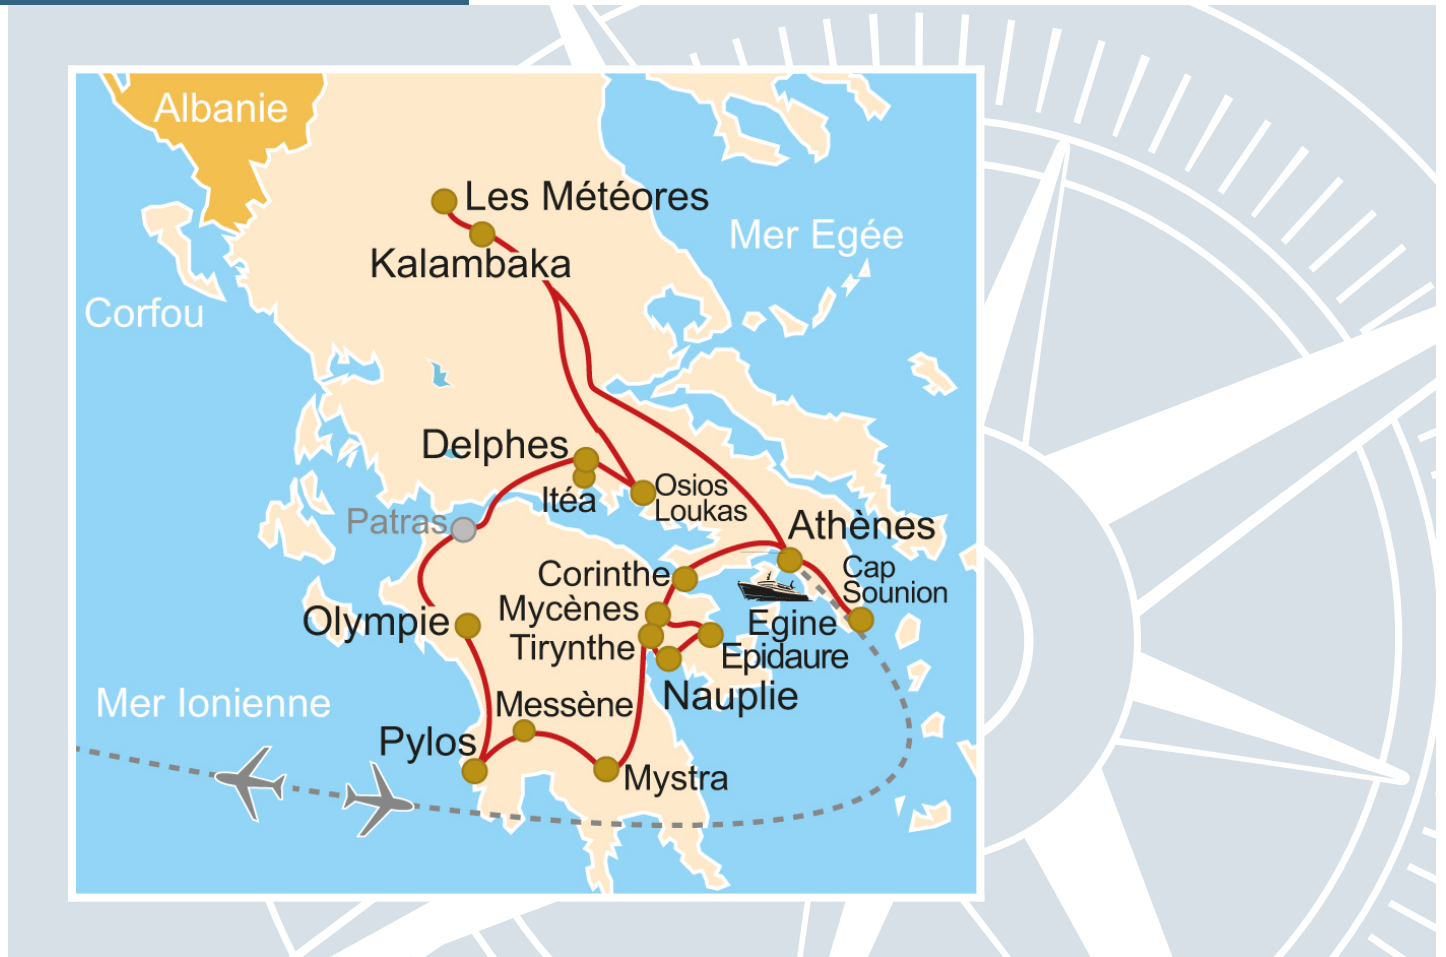 Albanie
Les Météores
Mer Egée
Kalambaka
Corfou
Delphes
Osios
Loukas
Itéa
Patras
Athènes
Cap
Sounion
Corinthe
Mycènes
Egine
Olympie
Tirynthe
Epidaure
Nauplie
Mer Ionienne
Messène
Pylos
Mystra